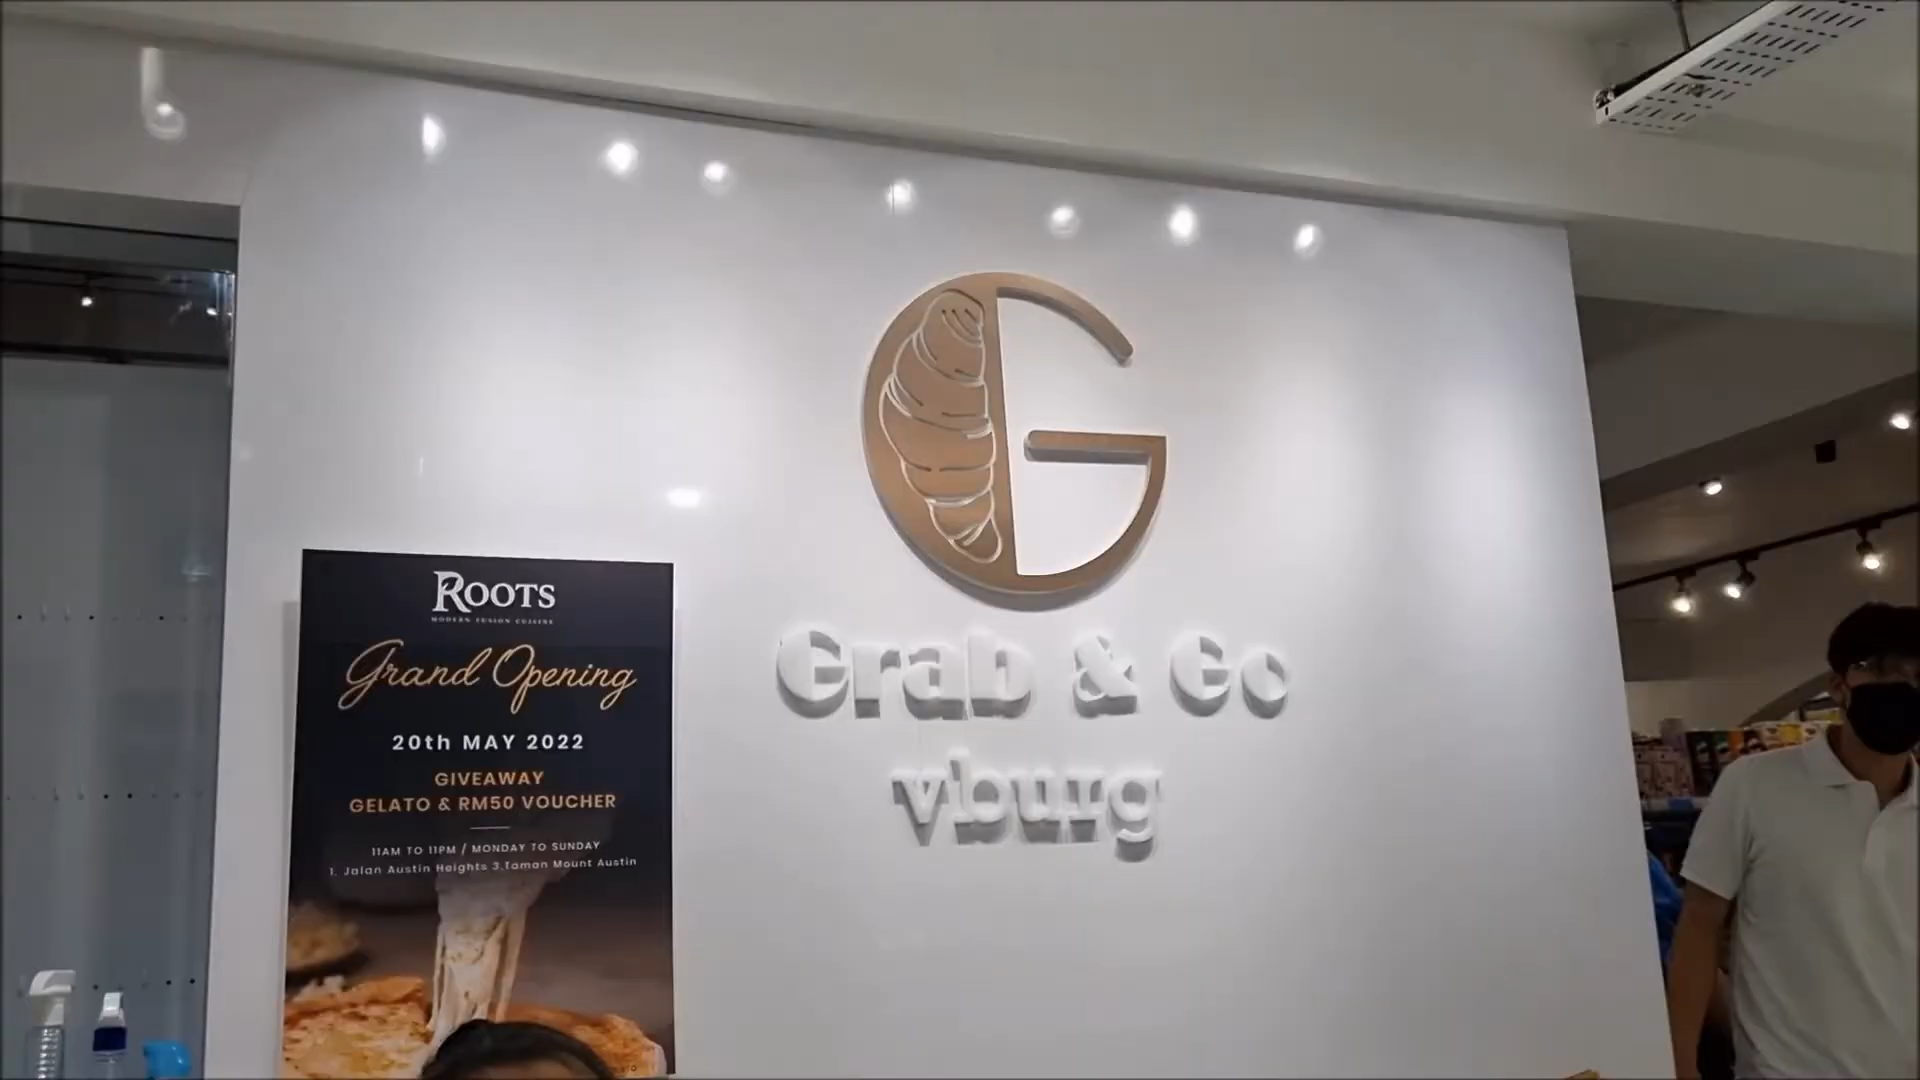 ROOTS
MODERN FUSION CUISINE
Grand Opening
20th MAY 2022
GIVEAWAY
GELATO & RM50 VOUCHER
11AM TO 11PM / MONDAY TO SUNDAY
1, Jalan Austin Heights 3,Taman Mount Austin
G
Grab & Go
v'burg